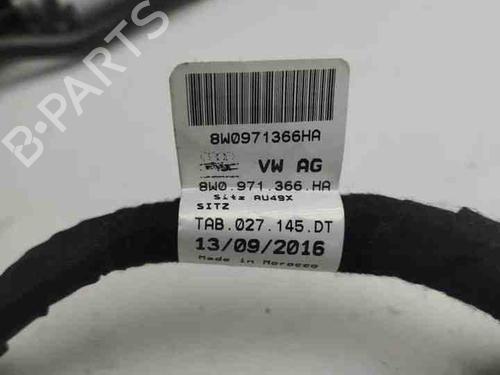 8W0971366HA
VW AG
8W0.971.366.HA
Sitz AU49X
SITZ
TAB.027.145.DT
13/09/2016
Made in Morocco
B-PARTS